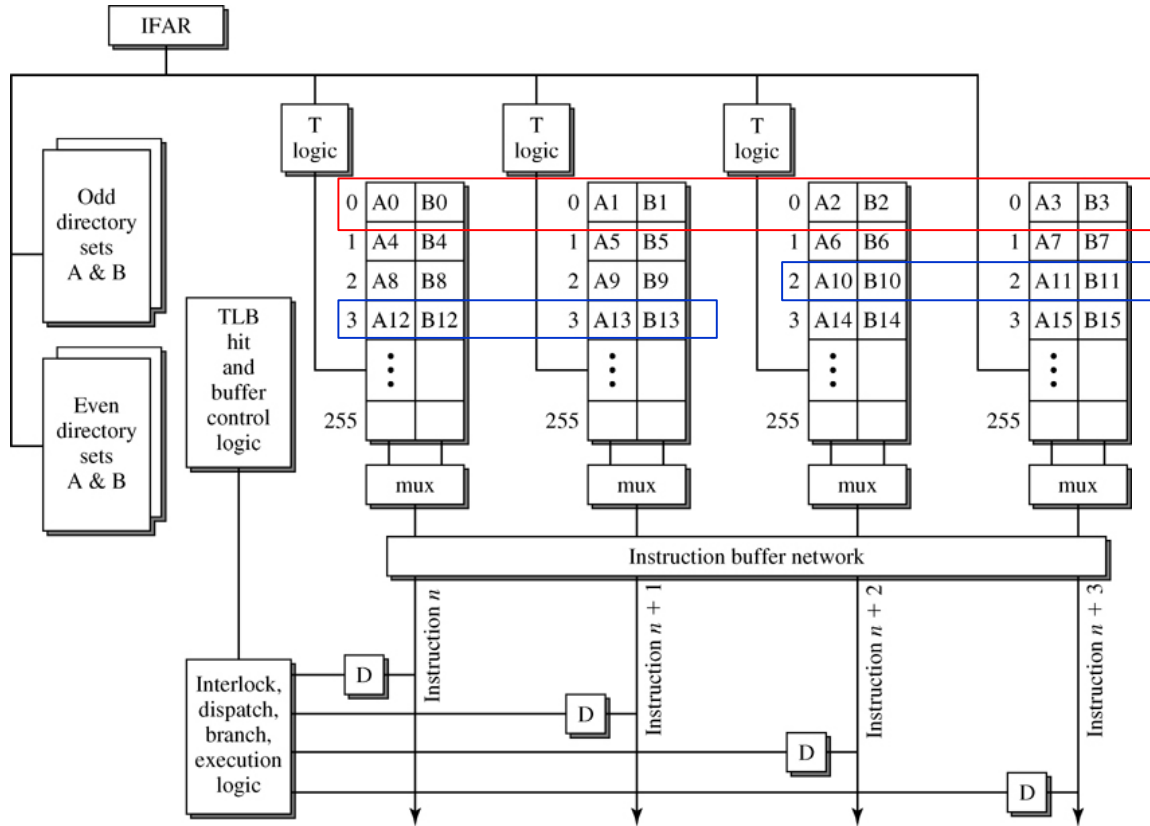 IFAR
T
logic
T
logic
T
logic
Odd
directory
sets
A & B
Even
directory
sets
A & B
TLB
hit
and
buffer
control
logic
0 A0 B0 0 A1 B1 0 A2 B2 0 A3 B3
1 A4 B4 1 A5 B5 1 A6 B6 1 A7 B7
2 A8 B8 2 A9 B9 2 A10 B10 2 A11 B11
3 A12 B12 3 A13 B13 3 A14 B14 3 A15 B15
255 255 255 255
mux mux mux mux
Instruction buffer network
Instruction n
Instruction n + 1
Instruction n + 2
Instruction n + 3
Interlock,
dispatch,
branch,
execution
logic
D
D
D
D